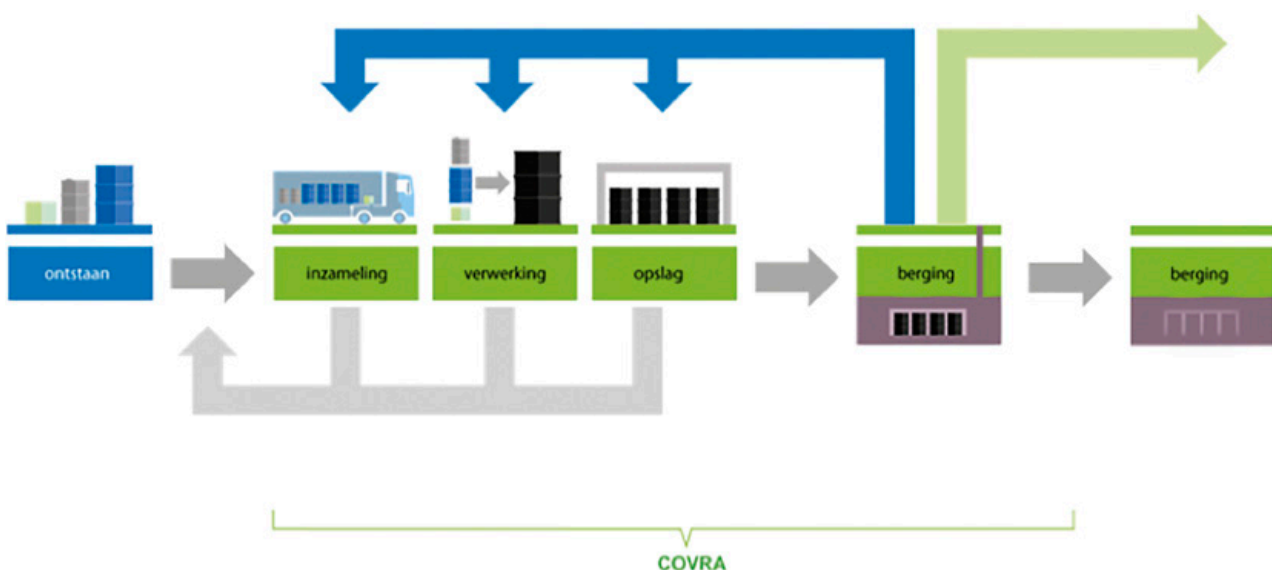 ontstaan
inzameling
verwerking
opslag
berging
berging
COVRA